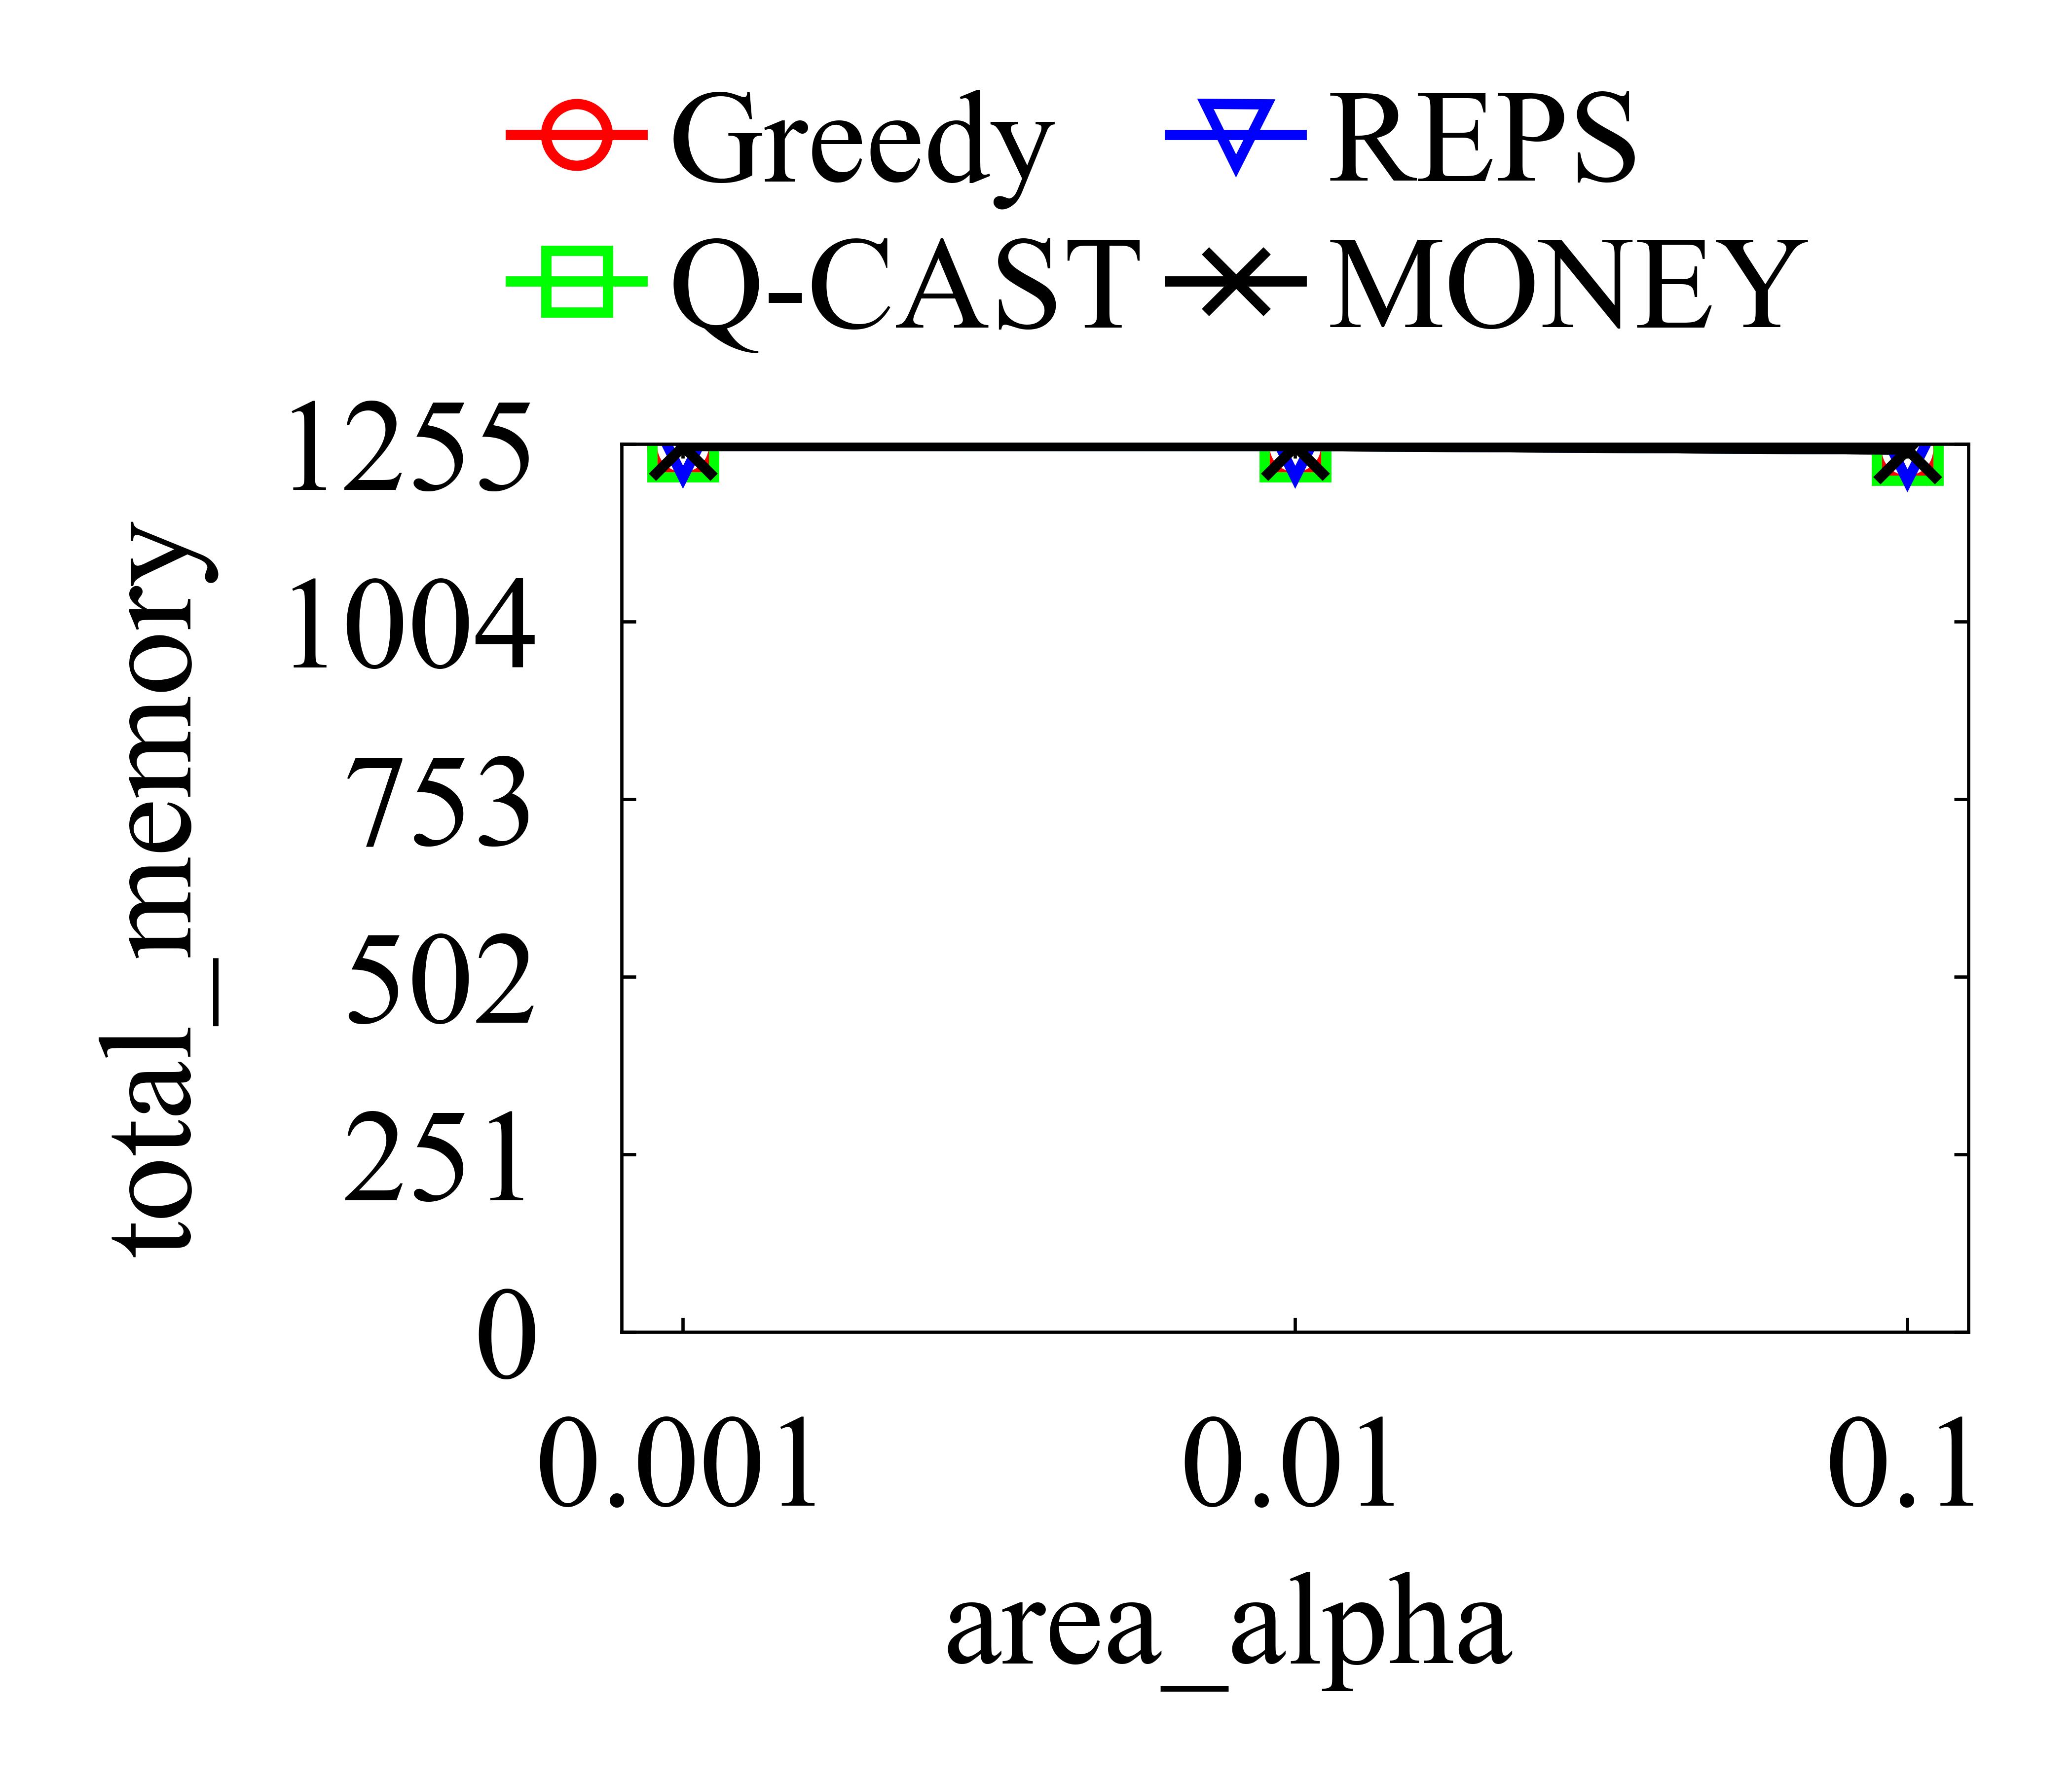 Greedy REPS
Q-CAST MONEY
1255
1004
753
502
251
0
total_memory
0.001 0.01 0.1
area_alpha